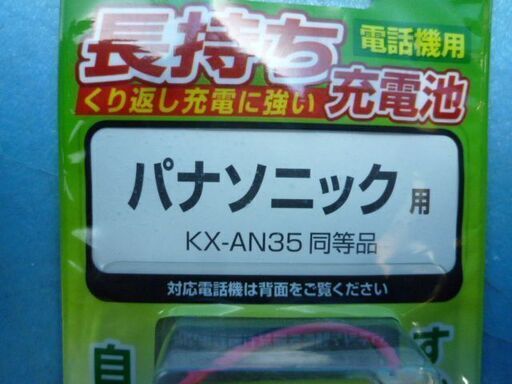 電話機用
長持ち
充電池
くり返し充電に強い
パナソニック用
KX-AN35 同等品
対応電話機は背面をご覧ください
自
す